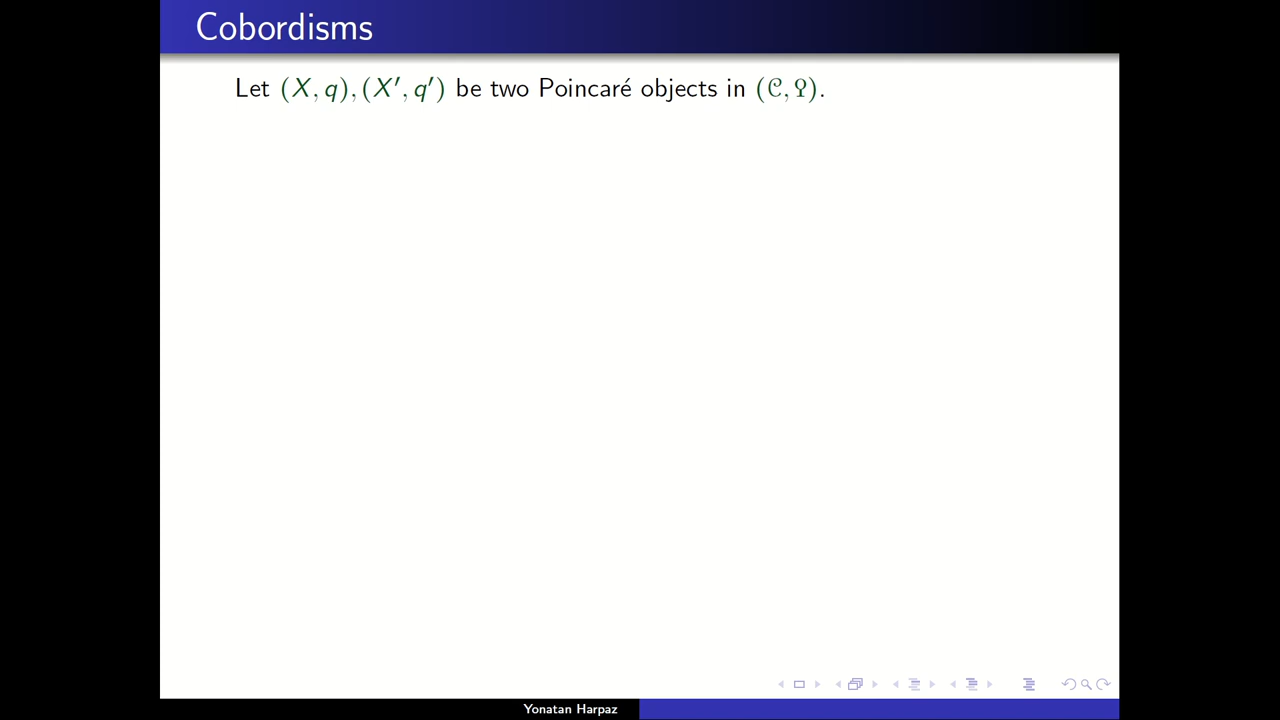 Cobordisms
Let (X, q), (X′, q′) be two Poincaré objects in (𝒞, Ϙ).
Yonatan Harpaz